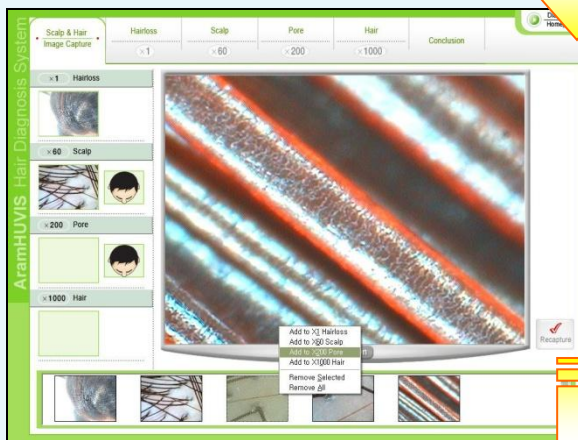 AramHUVIS Hair Diagnosis System
Scalp & Hair
Image Capture
Hairloss
×1
Scalp
×60
Pore
×200
Hair
×1000
Conclusion
×1 Hairloss
×60 Scalp
×200 Pore
×1000 Hair
Add to X1 Hairloss
Add to X60 Scalp
Add to X200 Pore
Add to X1000 Hair
Remove Selected
Remove All
Recapture